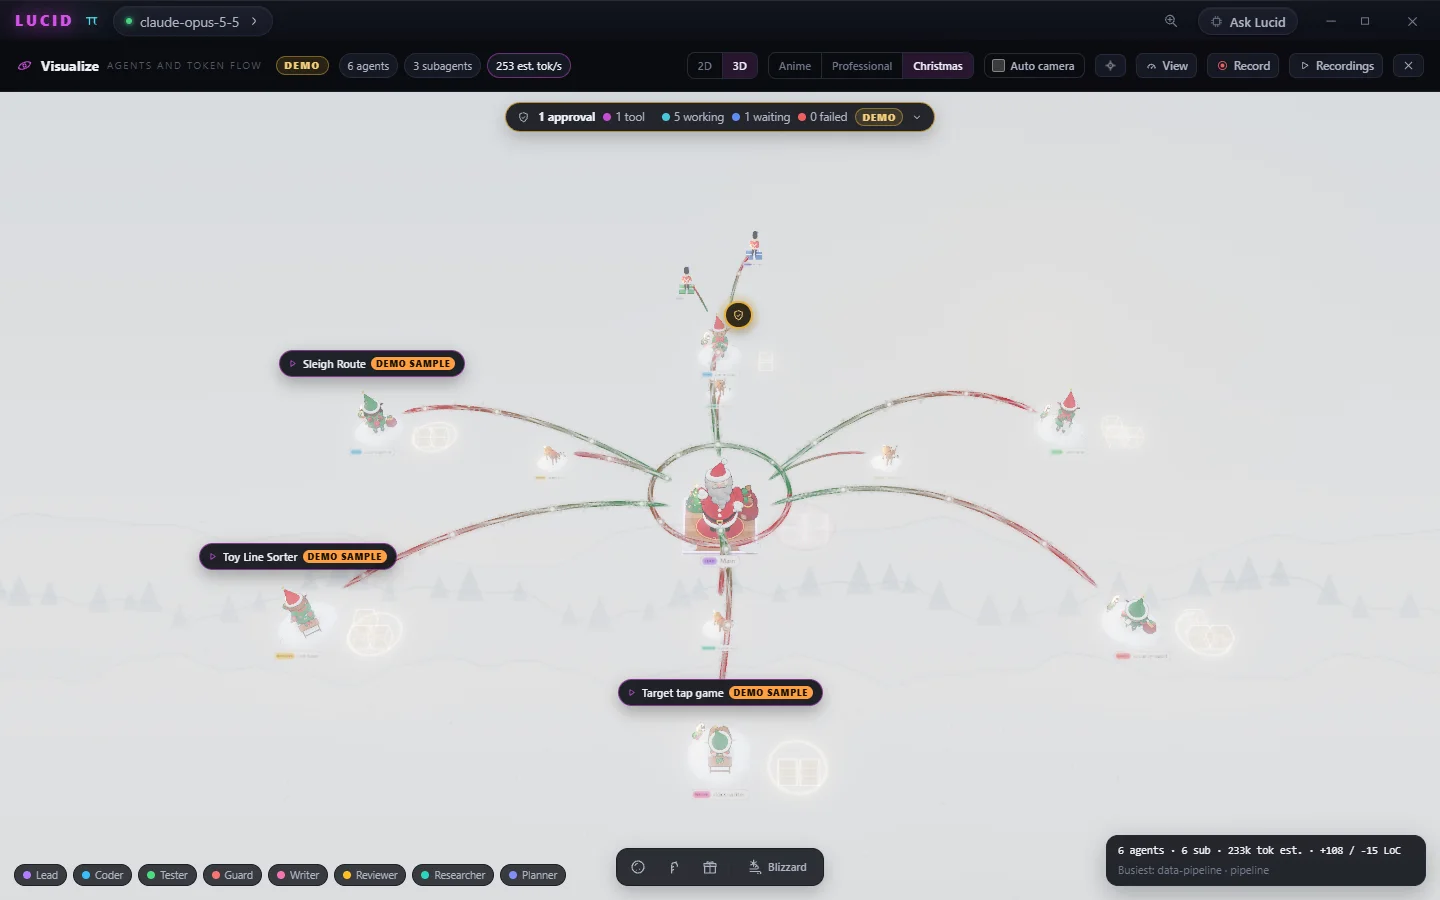 LUCID π claude-opus-5-5
Ask Lucid
Visualize AGENTS AND TOKEN FLOW DEMO 6 agents 3 subagents 253 est. tok/s
2D 3D Anime Professional Christmas Auto camera View Record Recordings
1 approval 1 tool 5 working 1 waiting 0 failed DEMO
Sleigh Route DEMO SAMPLE
Toy Line Sorter DEMO SAMPLE
Main
Target tap game DEMO SAMPLE
6 agents · 6 sub · 233k tok est. · +108 / -15 LoC
Busiest: data-pipeline · pipeline
Lead Coder Tester Guard Writer Reviewer Researcher Planner
Blizzard